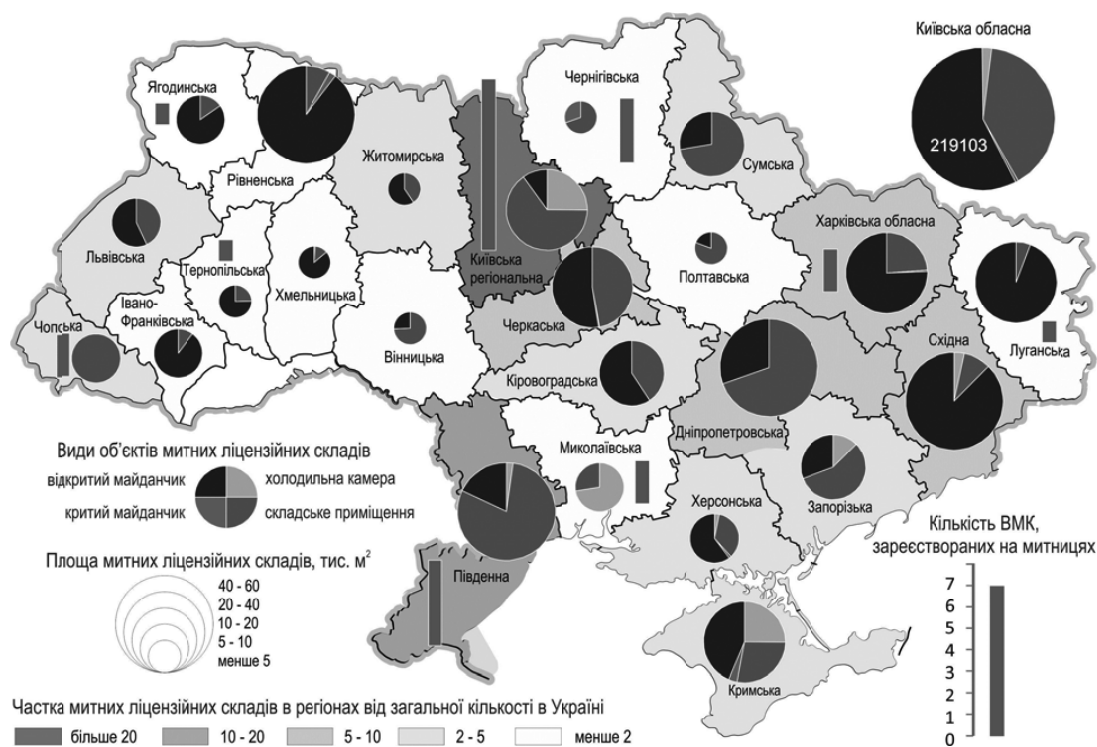 Київська обласна
219103
Чернігівська
Ягодинська
Житомирська
Сумська
Рівненська
Харківська обласна
Львівська
Тернопільська
Київська
регіональна
Полтавська
Хмельницька
Івано-
Франківська
Чопська
Вінницька
Черкаська
Східна
Луганська
Кіровоградська
Дніпропетровська
Миколаївська
Запорізька
Херсонська
Південна
Кримська
Види об’єктів митних ліцензійних складів
відкритий майданчик
холодильна камера
критий майданчик
складське приміщення
Площа митних ліцензійних складів, тис. м²
40 - 60
20 - 40
10 - 20
5 - 10
менше 5
Кількість ВМК,
зареєстрованих на митницях
7
6
5
4
3
2
1
0
Частка митних ліцензійних складів в регіонах від загальної кількості в Україні
більше 20
10 - 20
5 - 10
2 - 5
менше 2